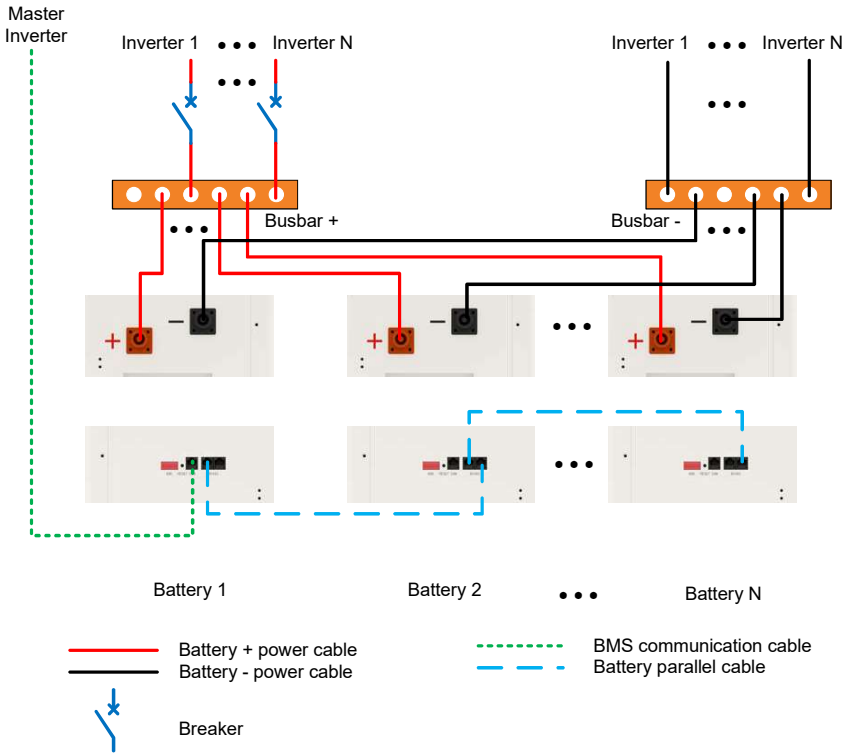 Master
Inverter
Inverter 1
Inverter N
Inverter 1
Inverter N
Busbar +
Busbar -
+
−
+
−
+
−
Battery 1
Battery 2
Battery N
Battery + power cable
Battery - power cable
BMS communication cable
Battery parallel cable
Breaker